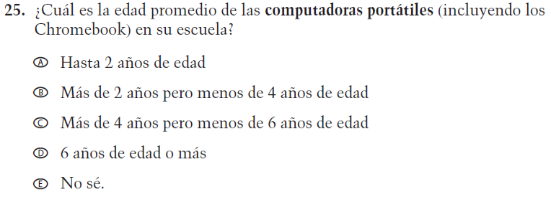 25. ¿Cuál es la edad promedio de las computadoras portátiles (incluyendo los
Chromebook) en su escuela?
Ⓐ Hasta 2 años de edad
Ⓑ Más de 2 años pero menos de 4 años de edad
Ⓒ Más de 4 años pero menos de 6 años de edad
Ⓓ 6 años de edad o más
Ⓔ No sé.